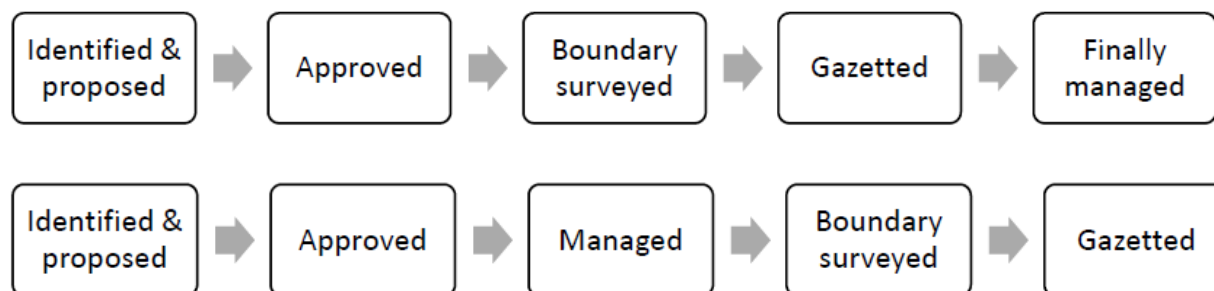 Identified &
proposed
Approved
Boundary
surveyed
Gazetted
Finally
managed
Identified &
proposed
Approved
Managed
Boundary
surveyed
Gazetted